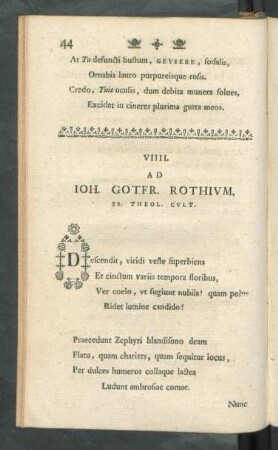 44
At Tu defuncti bustum, GEYSERE, sodalis,
Ornabis lauro purpureisque rosis.
Credo, Tuis oculis, dum debita munera solues,
Excidet in cineres plurima gutta meos.
VIIII.
AD
IOH. GOTFR. ROTHIVM,
SS. THEOL. CVLT.
Descendit, viridi veste superbiens
Et cinctum variis tempora floribus,
Ver coelo, vt fugiunt nubila! quam polus
Ridet lumine candido!
Praecedunt Zephyri blandisono deam
Flatu, quam charites, quam sequitur iocus,
Per dulces humeros collaque lactea
Ludunt ambrosiae comae.
Nunc